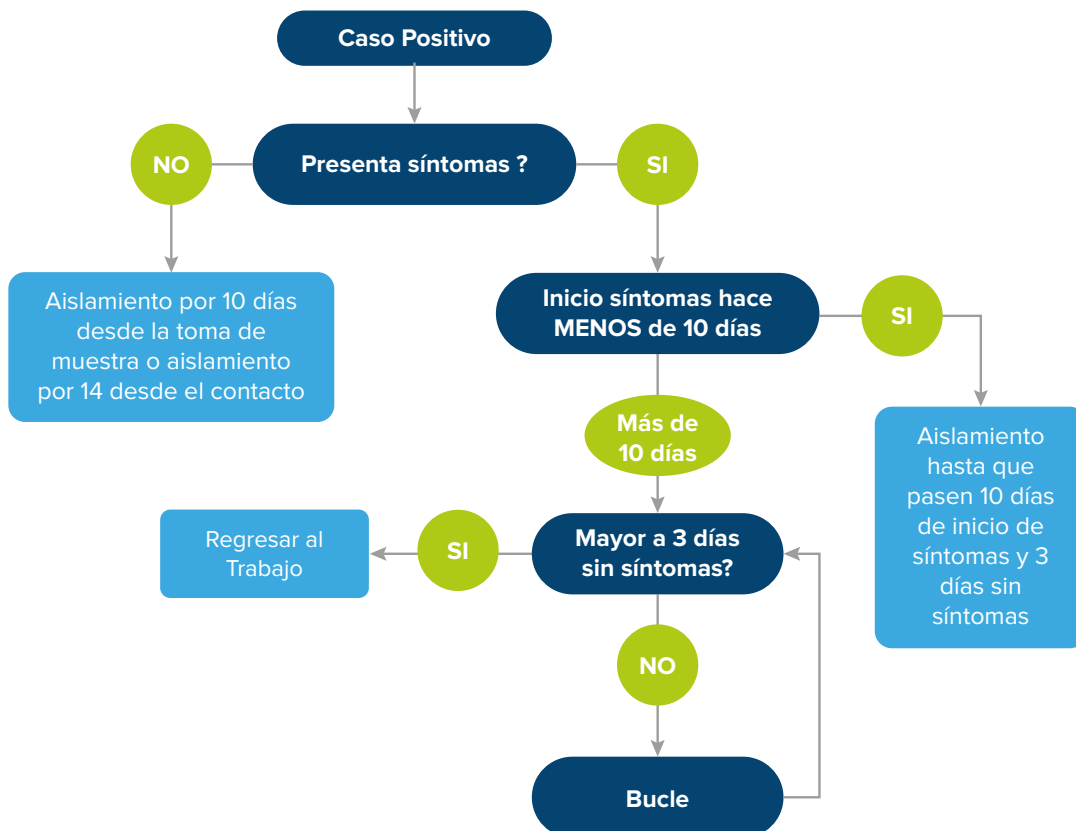 Caso Positivo
NO
Presenta síntomas ?
SI
Aislamiento por 10 días
desde la toma de
muestra o aislamiento
por 14 desde el contacto
Inicio síntomas hace
MENOS de 10 días
SI
Más de
10 días
Aislamiento
hasta que
pasen 10 días
de inicio de
síntomas y 3
días sin
síntomas
Regresar al
Trabajo
SI
Mayor a 3 días
sin síntomas?
NO
Bucle